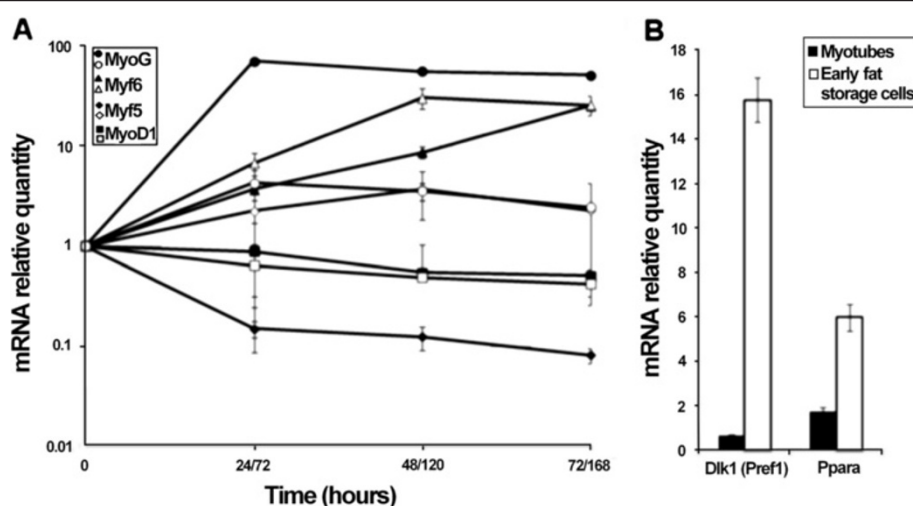 A
mRNA relative quantity
100
10
1
0.1
0.01
MyoG
Myf6
Myf5
MyoD1
0
24/72
48/120
72/168
Time (hours)
B
mRNA relative quantity
18
16
14
12
10
8
6
4
2
0
Myotubes
Early fat
storage cells
Dlk1 (Pref1)
Ppara